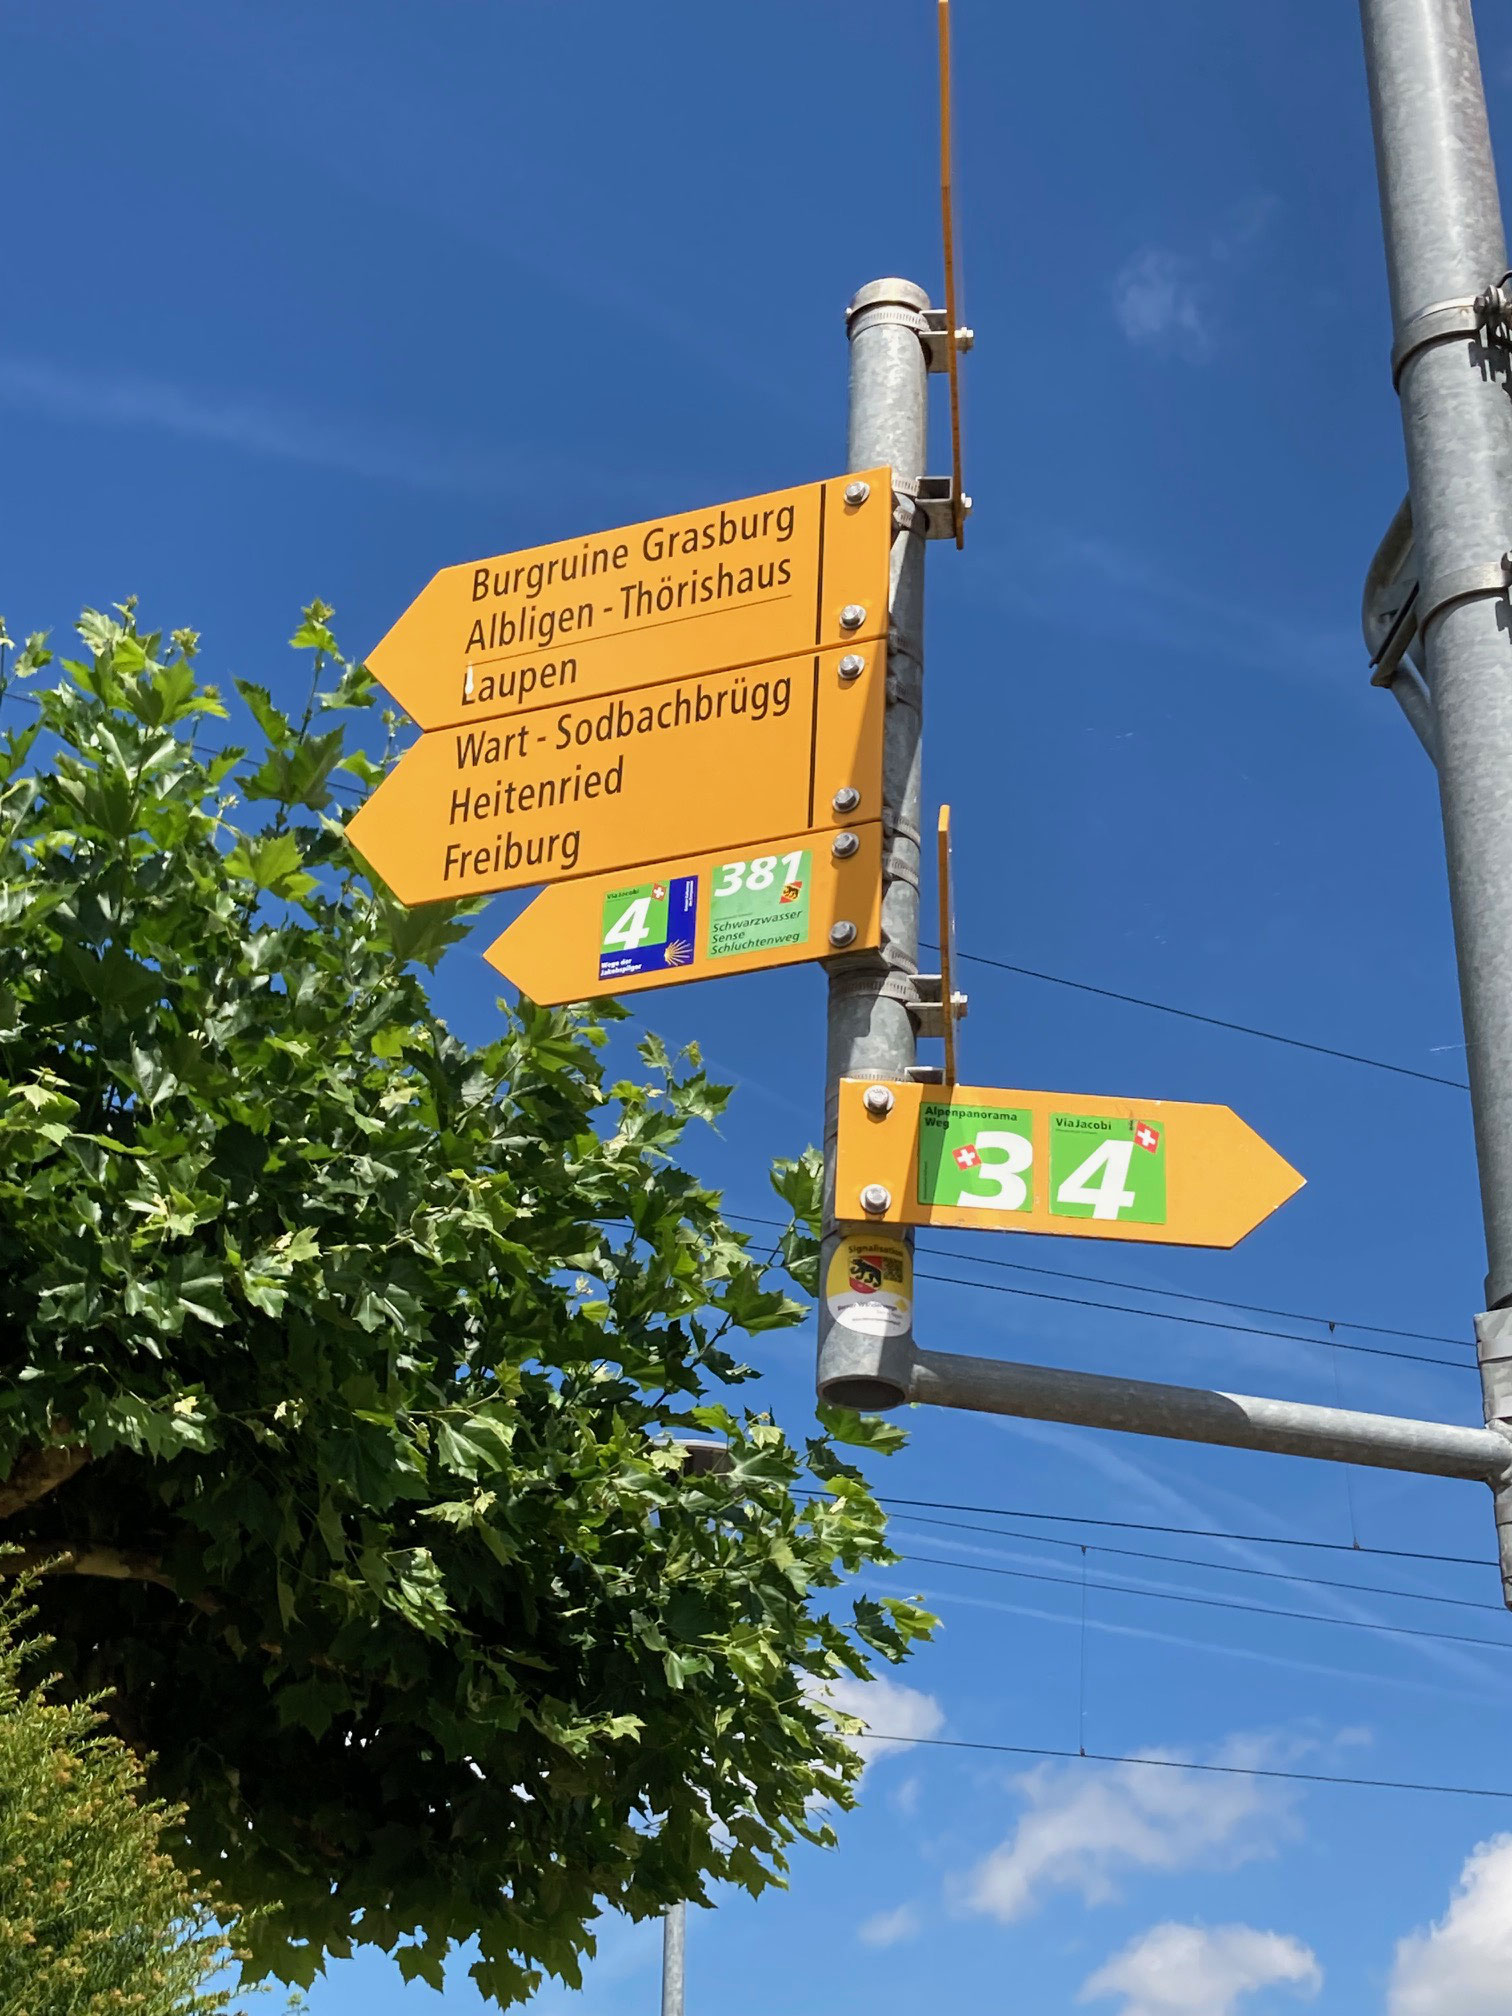 Burgruine Grasburg
Albligen - Thörishaus
Laupen
Wart - Sodbachbrügg
Heitenried
Freiburg
ViaJacobi
4
Wege der
Jakobspilger
381
Schwarzwasser
Sense
Schluchtenweg
Alpenpanorama
Weg
3
ViaJacobi
4
Signalisation